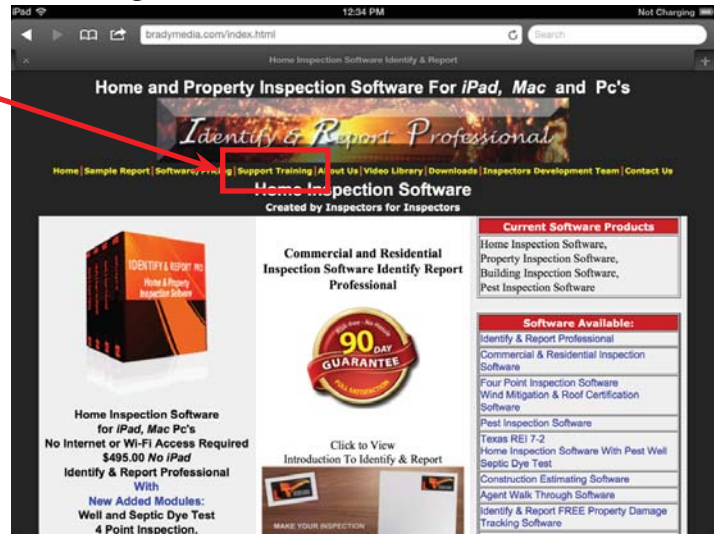 iPad 12:34 PM Not Charging
bradymedia.com/index.html Search
Home Inspection Software Identify & Report
Home and Property Inspection Software For iPad, Mac and Pc's
Identify & Report Professional
Home|Sample Report|Software/Pricing|Support Training|About Us|Video Library|Downloads|Inspectors Development Team|Contact Us
Home Inspection Software
Created by Inspectors for Inspectors
IDENTIFY & REPORT PRO
Home & Property
Inspection Software
Home Inspection Software
for iPad, Mac Pc's
No Internet or Wi-Fi Access Required
$495.00 No iPad
Identify & Report Professional
With
New Added Modules:
Well and Septic Dye Test
4 Point Inspection,
Commercial and Residential
Inspection Software Identify Report
Professional
90 DAY
GUARANTEE
FULL SATISFACTION
Click to View
Introduction To Identify & Report
MAKE YOUR INSPECTION
Current Software Products
Home Inspection Software,
Property Inspection Software,
Building Inspection Software,
Pest Inspection Software
Software Available:
Identify & Report Professional
Commercial & Residential Inspection
Software
Four Point Inspection Software
Wind Mitigation & Roof Certification
Software
Pest Inspection Software
Texas REI 7-2
Home Inspection Software With Pest Well
Septic Dye Test
Construction Estimating Software
Agent Walk Through Software
Identify & Report FREE Property Damage
Tracking Software